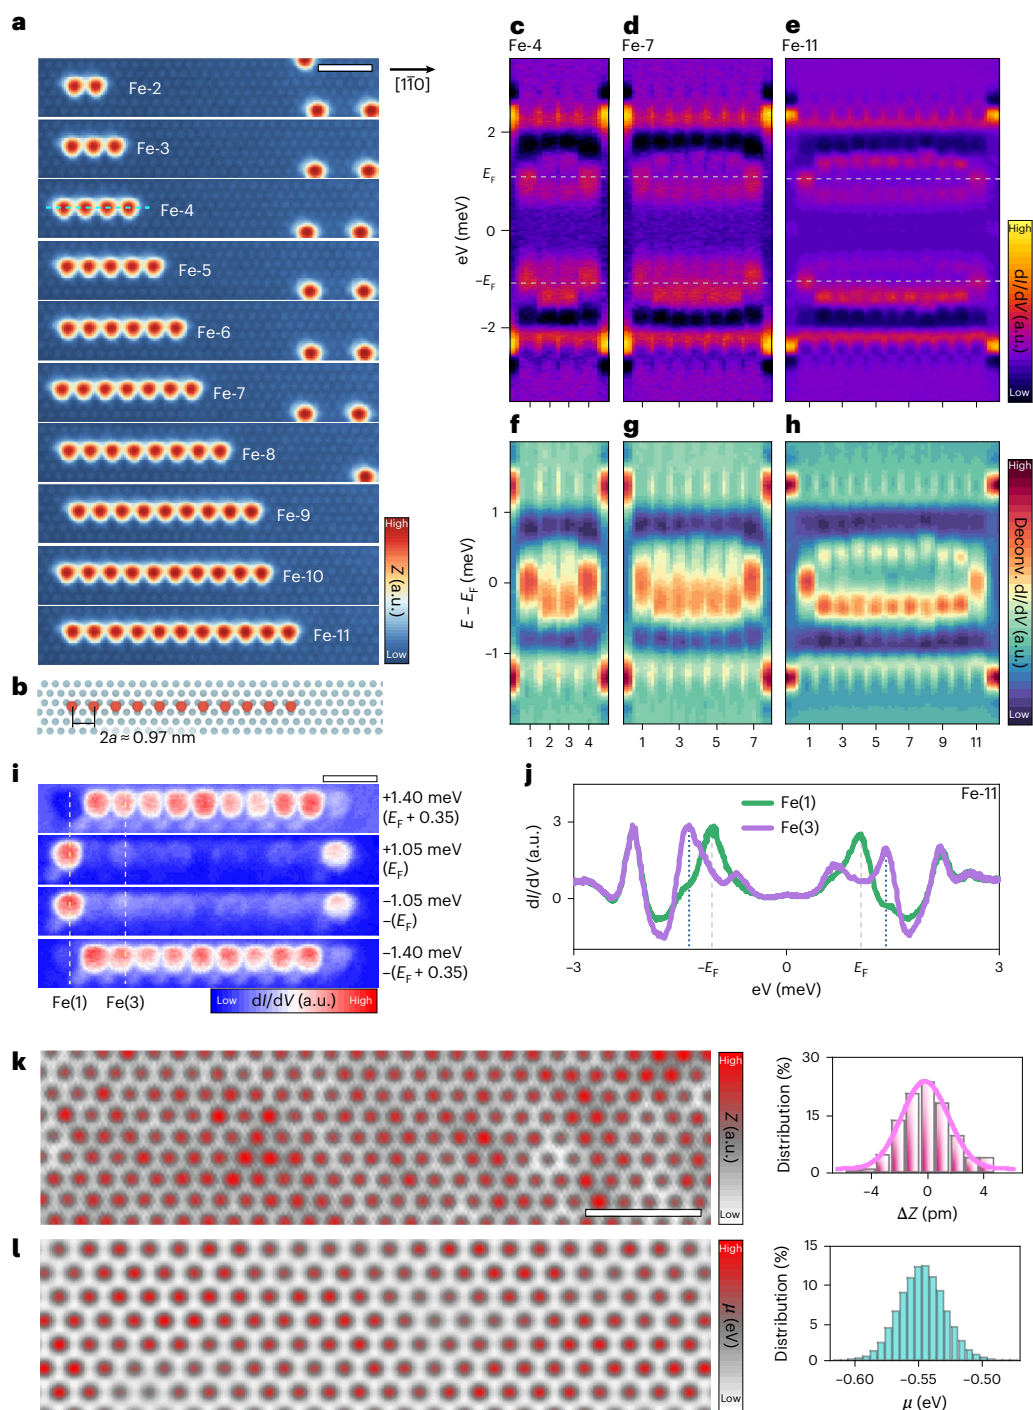 a
Fe-2
[11̅0]
Fe-3
Fe-4
Fe-5
Fe-6
Fe-7
Fe-8
Fe-9
Fe-10
Fe-11
High
Z (a.u.)
Low
b
2a ≈ 0.97 nm
c
Fe-4
d
Fe-7
e
Fe-11
eV (meV)
2
E_F
0
−E_F
−2
High
dI/dV (a.u.)
Low
f
g
h
E − E_F (meV)
1
0
−1
1 2 3 4
1 3 5 7
1 3 5 7 9 11
High
Deconv. dI/dV (a.u.)
Low
i
+1.40 meV
(E_F + 0.35)
+1.05 meV
(E_F)
−1.05 meV
−(E_F)
−1.40 meV
−(E_F + 0.35)
Fe(1) Fe(3)
Low dI/dV (a.u.) High
j
Fe-11
Fe(1)
Fe(3)
dI/dV (a.u.)
3
0
−3 −E_F 0 E_F 3
eV (meV)
k
High
Z (a.u.)
Low
Distribution (%)
30
15
0
−4 0 4
ΔZ (pm)
l
High
μ (eV)
Low
Distribution (%)
15
10
5
0
−0.60 −0.55 −0.50
μ (eV)